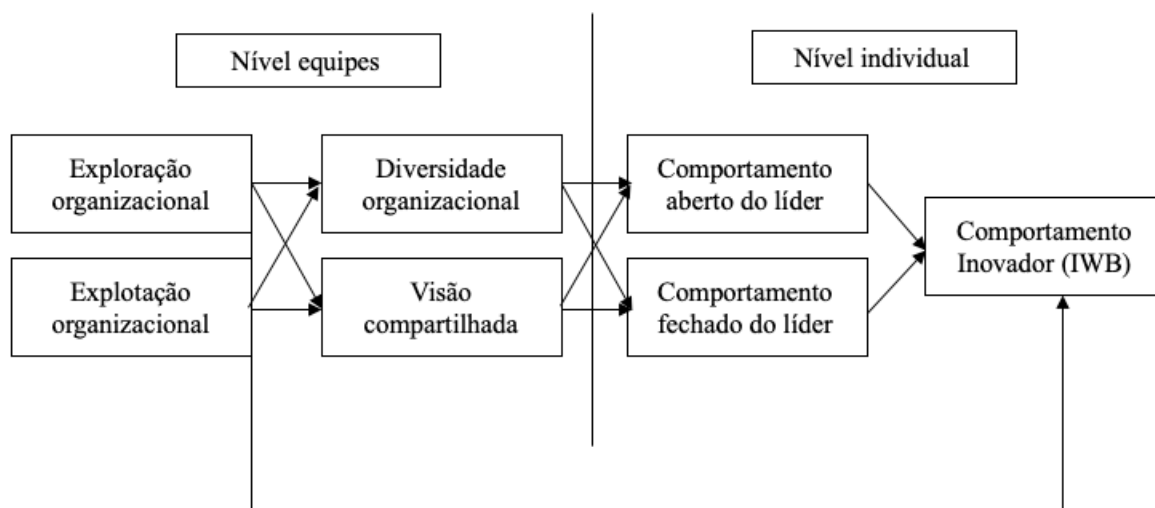 Nível equipes
Nível individual
Exploração
organizacional
Diversidade
organizacional
Comportamento
aberto do líder
Comportamento
Inovador (IWB)
Explotação
organizacional
Visão
compartilhada
Comportamento
fechado do líder